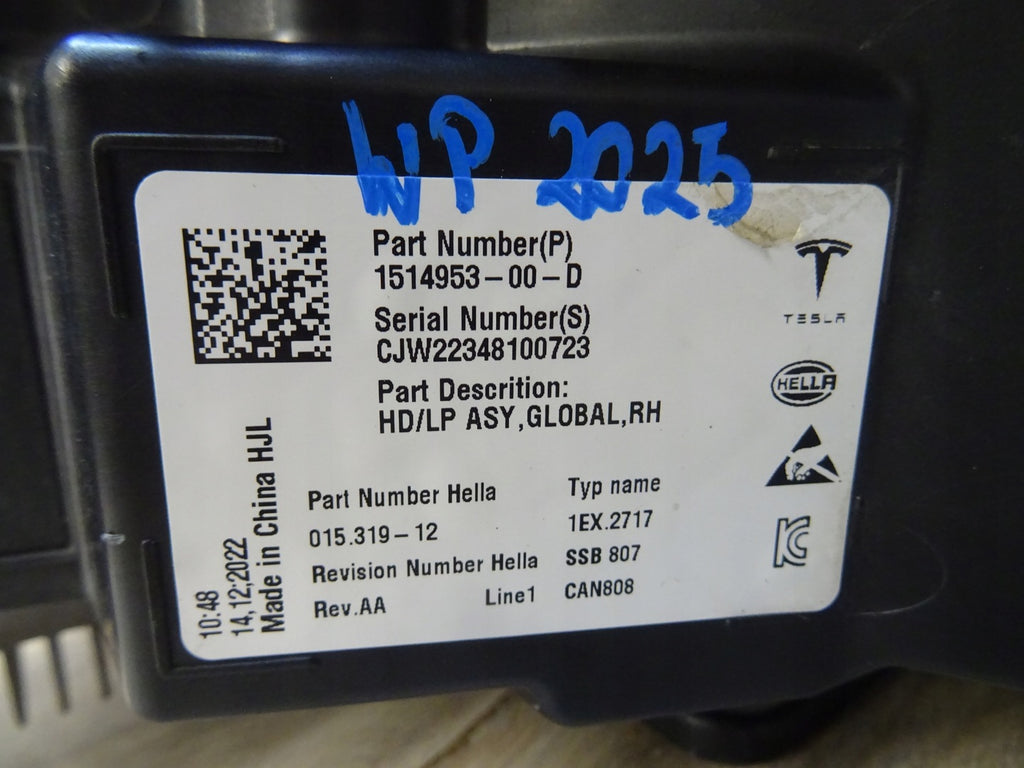 WP 2025
Part Number(P)
1514953-00-D
Serial Number(S)
CJW22348100723
Part Descrition:
HD/LP ASY,GLOBAL,RH
TESLA
HELLA
Part Number Hella
015.319-12
Revision Number Hella
Rev.AA
Line1
Typ name
1EX.2717
SSB 807
CAN808
10:48
14,12,2022
Made in China HJL